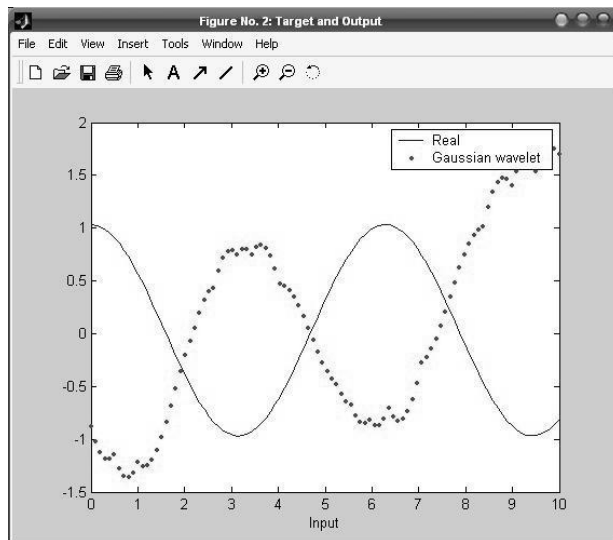 Figure No. 2: Target and Output
File Edit View Insert Tools Window Help
A
2
1.5
1
0.5
0
-0.5
-1
-1.5
Real
Gaussian wavelet
0 1 2 3 4 5 6 7 8 9 10
Input